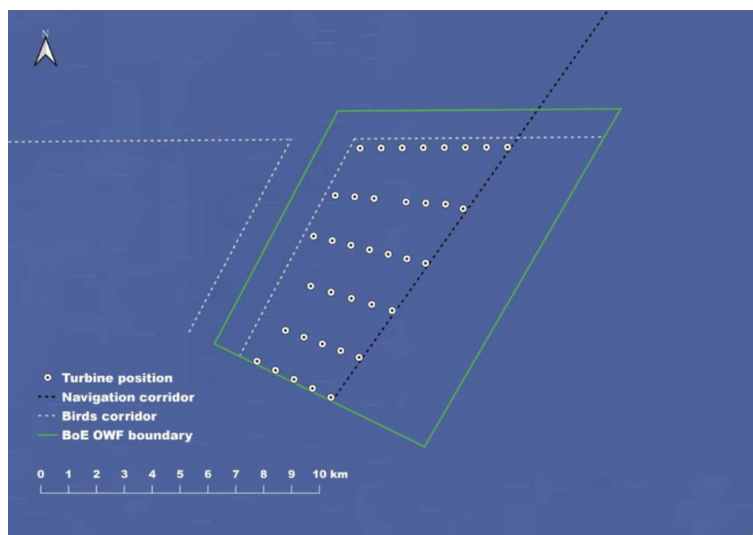 N
Turbine position
Navigation corridor
Birds corridor
BoE OWF boundary
0 1 2 3 4 5 6 7 8 9 10 km